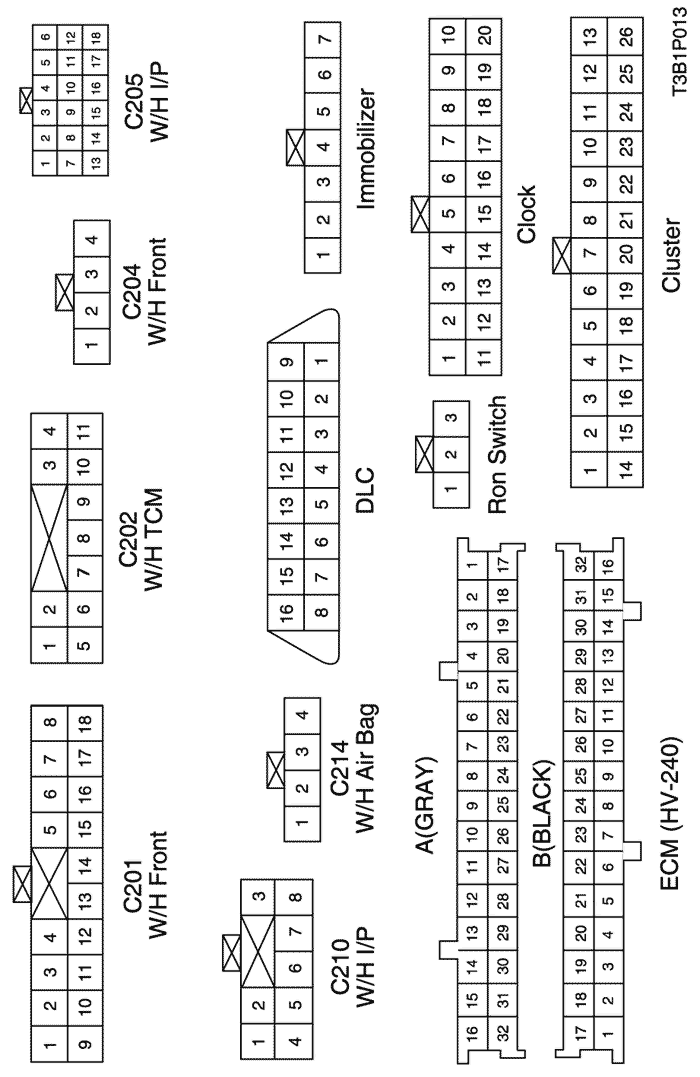 1 2 3 4 5 6 7 8
9 10 11 12 13 14 15 16 17 18
C201
W/H Front
1 2 3 4
5 6 7 8 9 10 11
C202
W/H TCM
1 2 3 4
C204
W/H Front
1 2 3 4 5 6
7 8 9 10 11 12
13 14 15 16 17 18
C205
W/H I/P
1 2 3
4 5 6 7 8
C210
W/H I/P
1 2 3 4
C214
W/H Air Bag
16 15 14 13 12 11 10 9
8 7 6 5 4 3 2 1
DLC
1 2 3 4 5 6 7
Immobilizer
A(GRAY)
16 15 14 13 12 11 10 9 8 7 6 5 4 3 2 1
32 31 30 29 28 27 26 25 24 23 22 21 20 19 18 17
B(BLACK)
17 18 19 20 21 22 23 24 25 26 27 28 29 30 31 32
1 2 3 4 5 6 7 8 9 10 11 12 13 14 15 16
ECM (HV-240)
1 2 3
Ron Switch
1 2 3 4 5 6 7 8 9 10
11 12 13 14 15 16 17 18 19 20
Clock
1 2 3 4 5 6 7 8 9 10 11 12 13
14 15 16 17 18 19 20 21 22 23 24 25 26
Cluster
T3B1P013